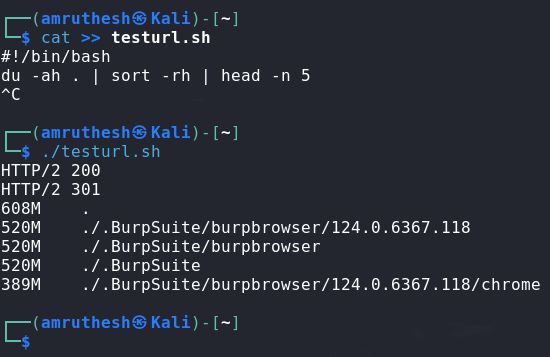 ┌──(amruthesh㉿Kali)-[~]
└─$ cat >> testurl.sh
#!/bin/bash
du -ah . | sort -rh | head -n 5
^C
┌──(amruthesh㉿Kali)-[~]
└─$ ./testurl.sh
HTTP/2 200
HTTP/2 301
608M    .
520M    ./.BurpSuite/burpbrowser/124.0.6367.118
520M    ./.BurpSuite/burpbrowser
520M    ./.BurpSuite
389M    ./.BurpSuite/burpbrowser/124.0.6367.118/chrome
┌──(amruthesh㉿Kali)-[~]
└─$